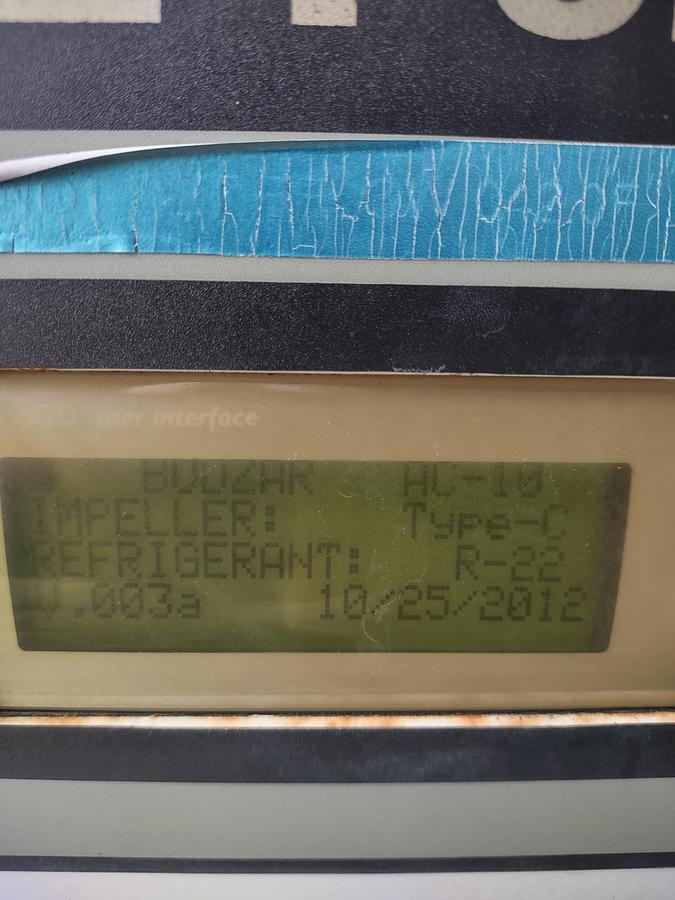 user interface
BUDZAR AC-10
IMPELLER: Type-C
REFRIGERANT: R-22
V.003a 10/25/2012